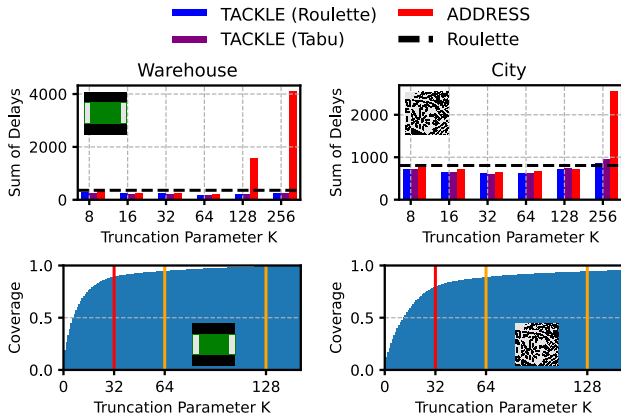 TACKLE (Roulette) ADDRESS
TACKLE (Tabu) Roulette
Warehouse City
Sum of Delays 4000 2000 0
8 16 32 64 128 256
Truncation Parameter K
Sum of Delays 2000 1000 0
8 16 32 64 128 256
Truncation Parameter K
Coverage 1.0 0.5 0.0
0 32 64 128
Truncation Parameter K
Coverage 1.0 0.5 0.0
0 32 64 128
Truncation Parameter K